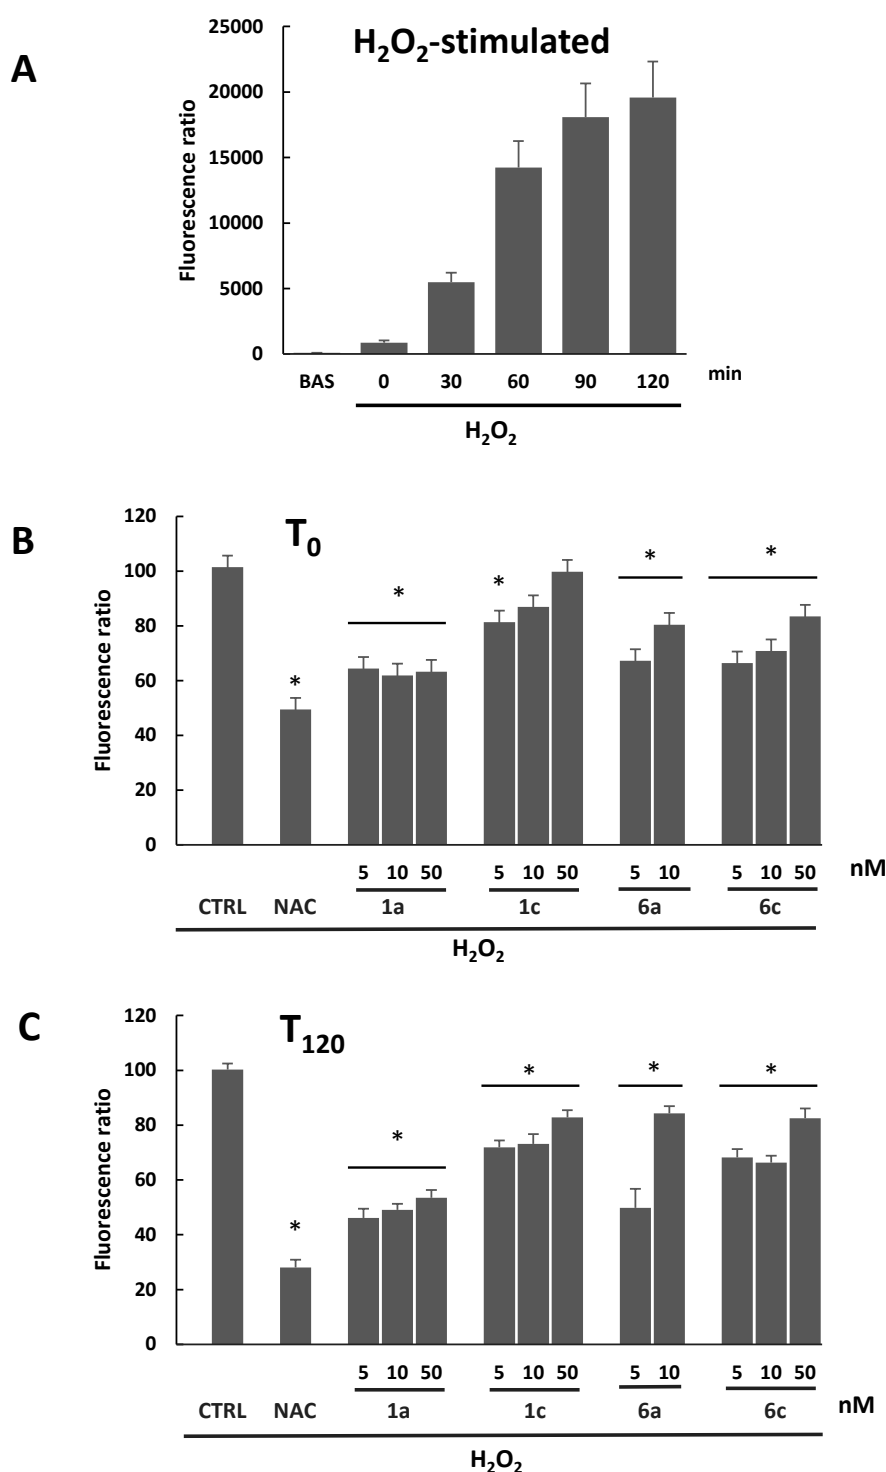 A
H₂O₂-stimulated
Fluorescence ratio
25000
20000
15000
10000
5000
0
BAS 0 30 60 90 120 min
H₂O₂
B
T₀
Fluorescence ratio
120
100
80
60
40
20
0
*
*
*
*
*
5 10 50 5 10 50 5 10 5 10 50 nM
CTRL NAC 1a 1c 6a 6c
H₂O₂
C
T₁₂₀
Fluorescence ratio
120
100
80
60
40
20
0
*
*
*
*
*
5 10 50 5 10 50 5 10 5 10 50
CTRL NAC 1a 1c 6a 6c nM
H₂O₂